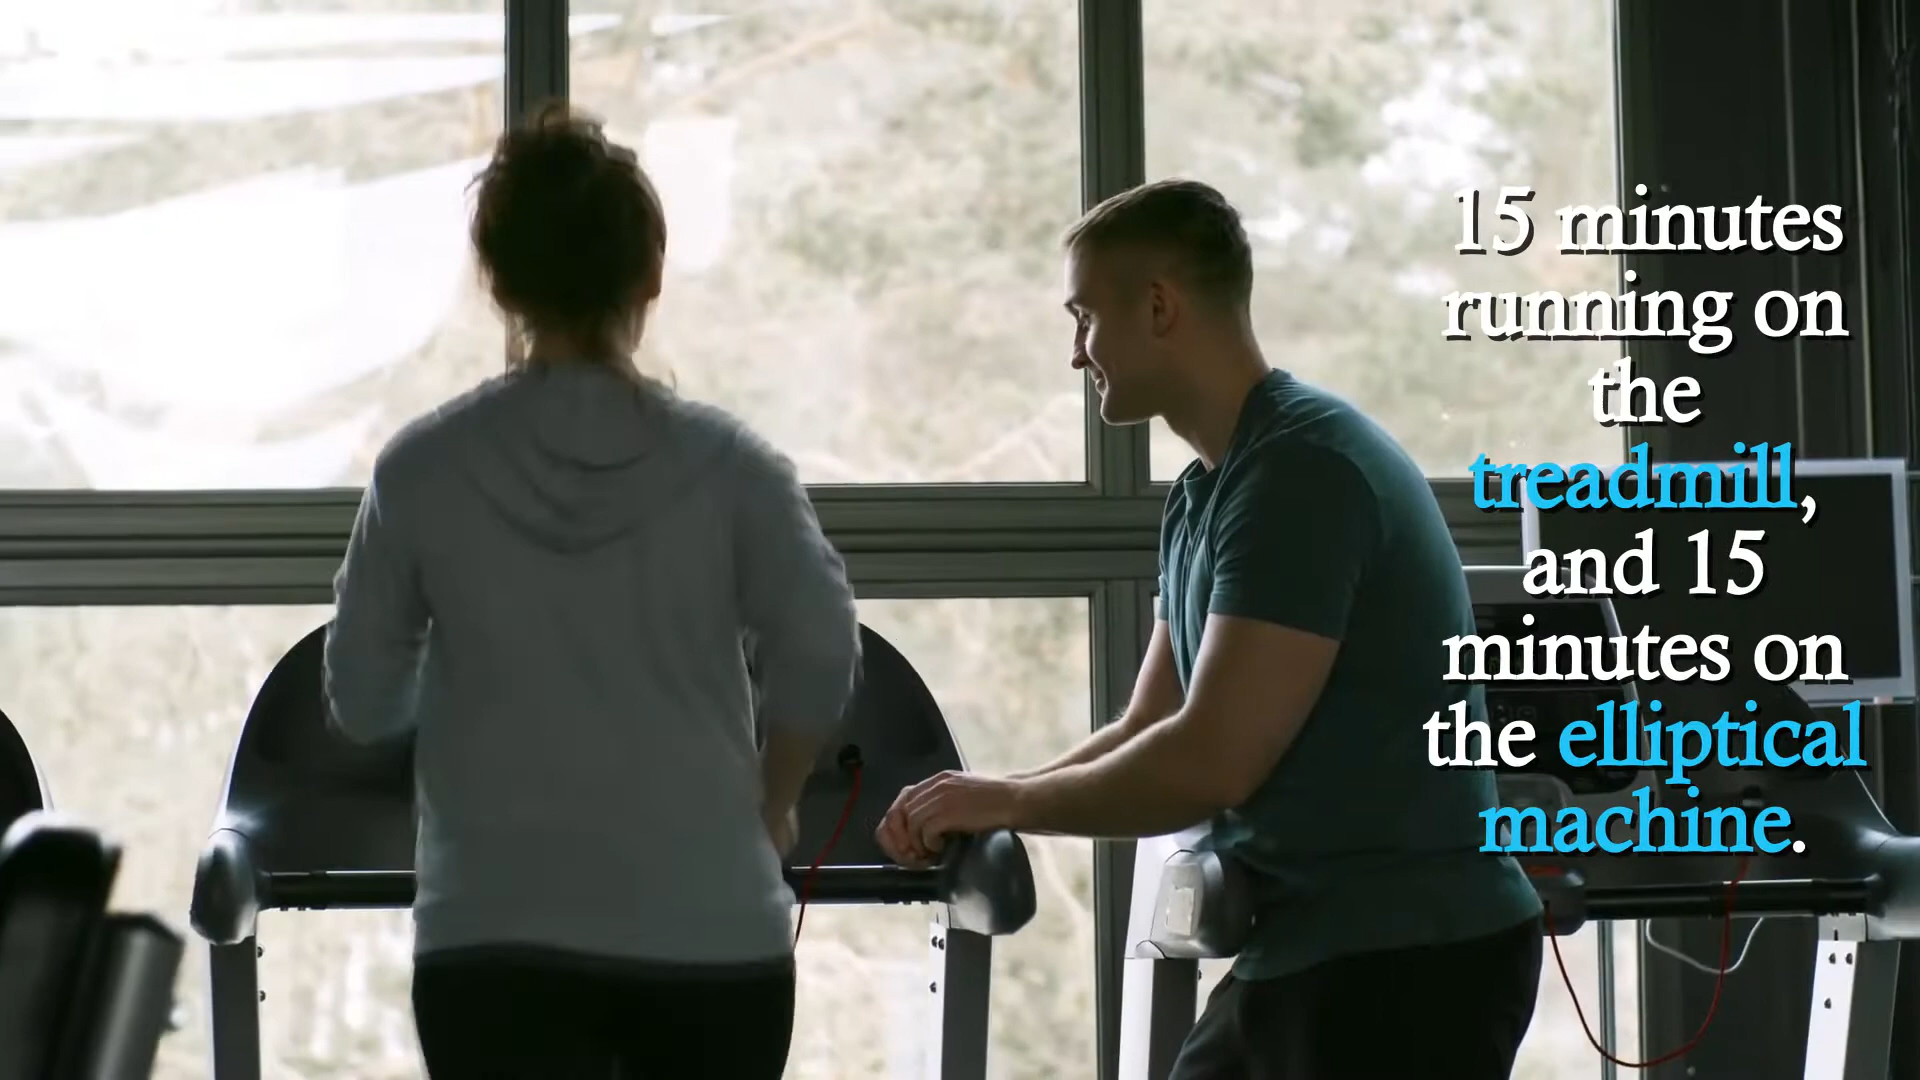 15 minutes
running on
the
treadmill,
and 15
minutes on
the elliptical
machine.